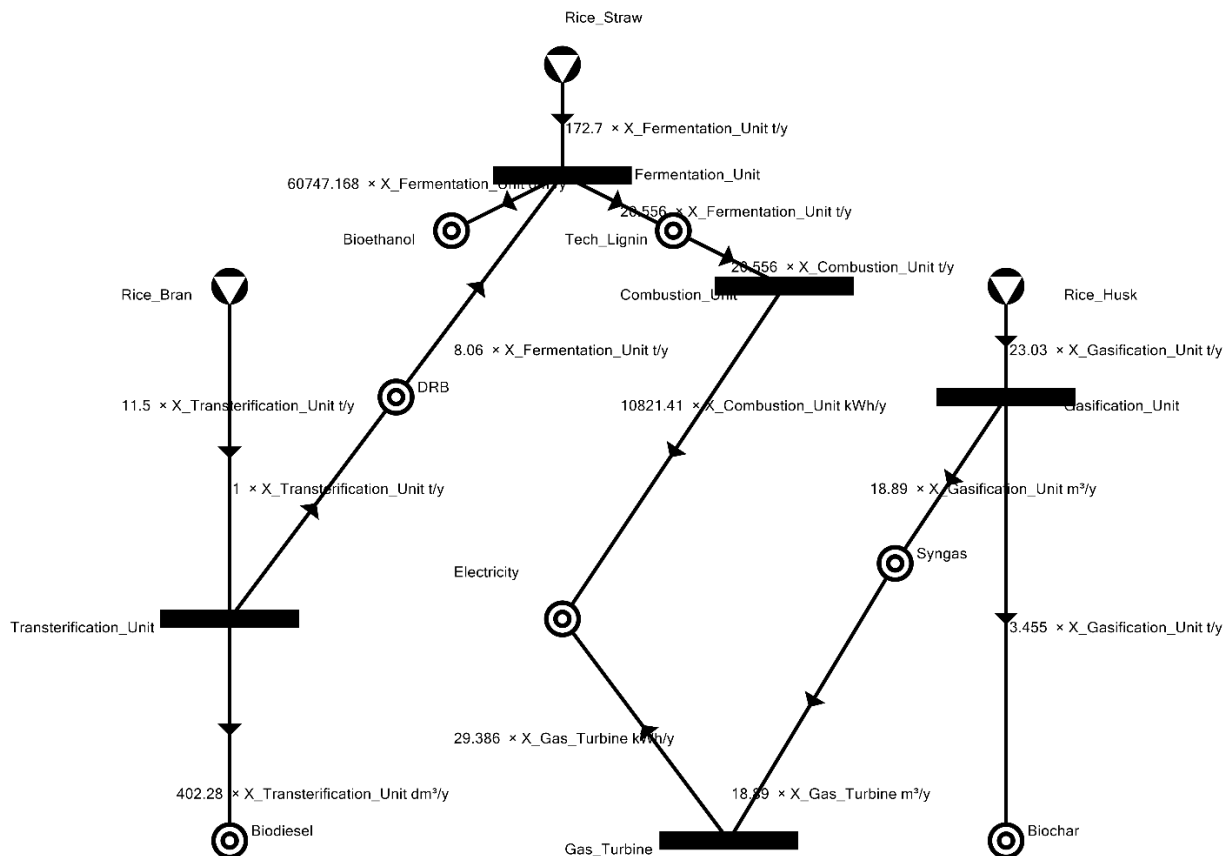 Rice_Straw
172.7 × X_Fermentation_Unit t/y
60747.168 × X_Fermentation_Unit dm³/y
Fermentation_Unit
20.556 × X_Fermentation_Unit t/y
Bioethanol
Tech_Lignin
20.556 × X_Combustion_Unit t/y
Rice_Bran
Combustion_Unit
Rice_Husk
8.06 × X_Fermentation_Unit t/y
23.03 × X_Gasification_Unit t/y
DRB
11.5 × X_Transterification_Unit t/y
10821.41 × X_Combustion_Unit kWh/y
Gasification_Unit
1 × X_Transterification_Unit t/y
18.89 × X_Gasification_Unit m³/y
Syngas
Electricity
Transterification_Unit
3.455 × X_Gasification_Unit t/y
29.386 × X_Gas_Turbine kWh/y
402.28 × X_Transterification_Unit dm³/y
18.89 × X_Gas_Turbine m³/y
Biodiesel
Gas_Turbine
Biochar